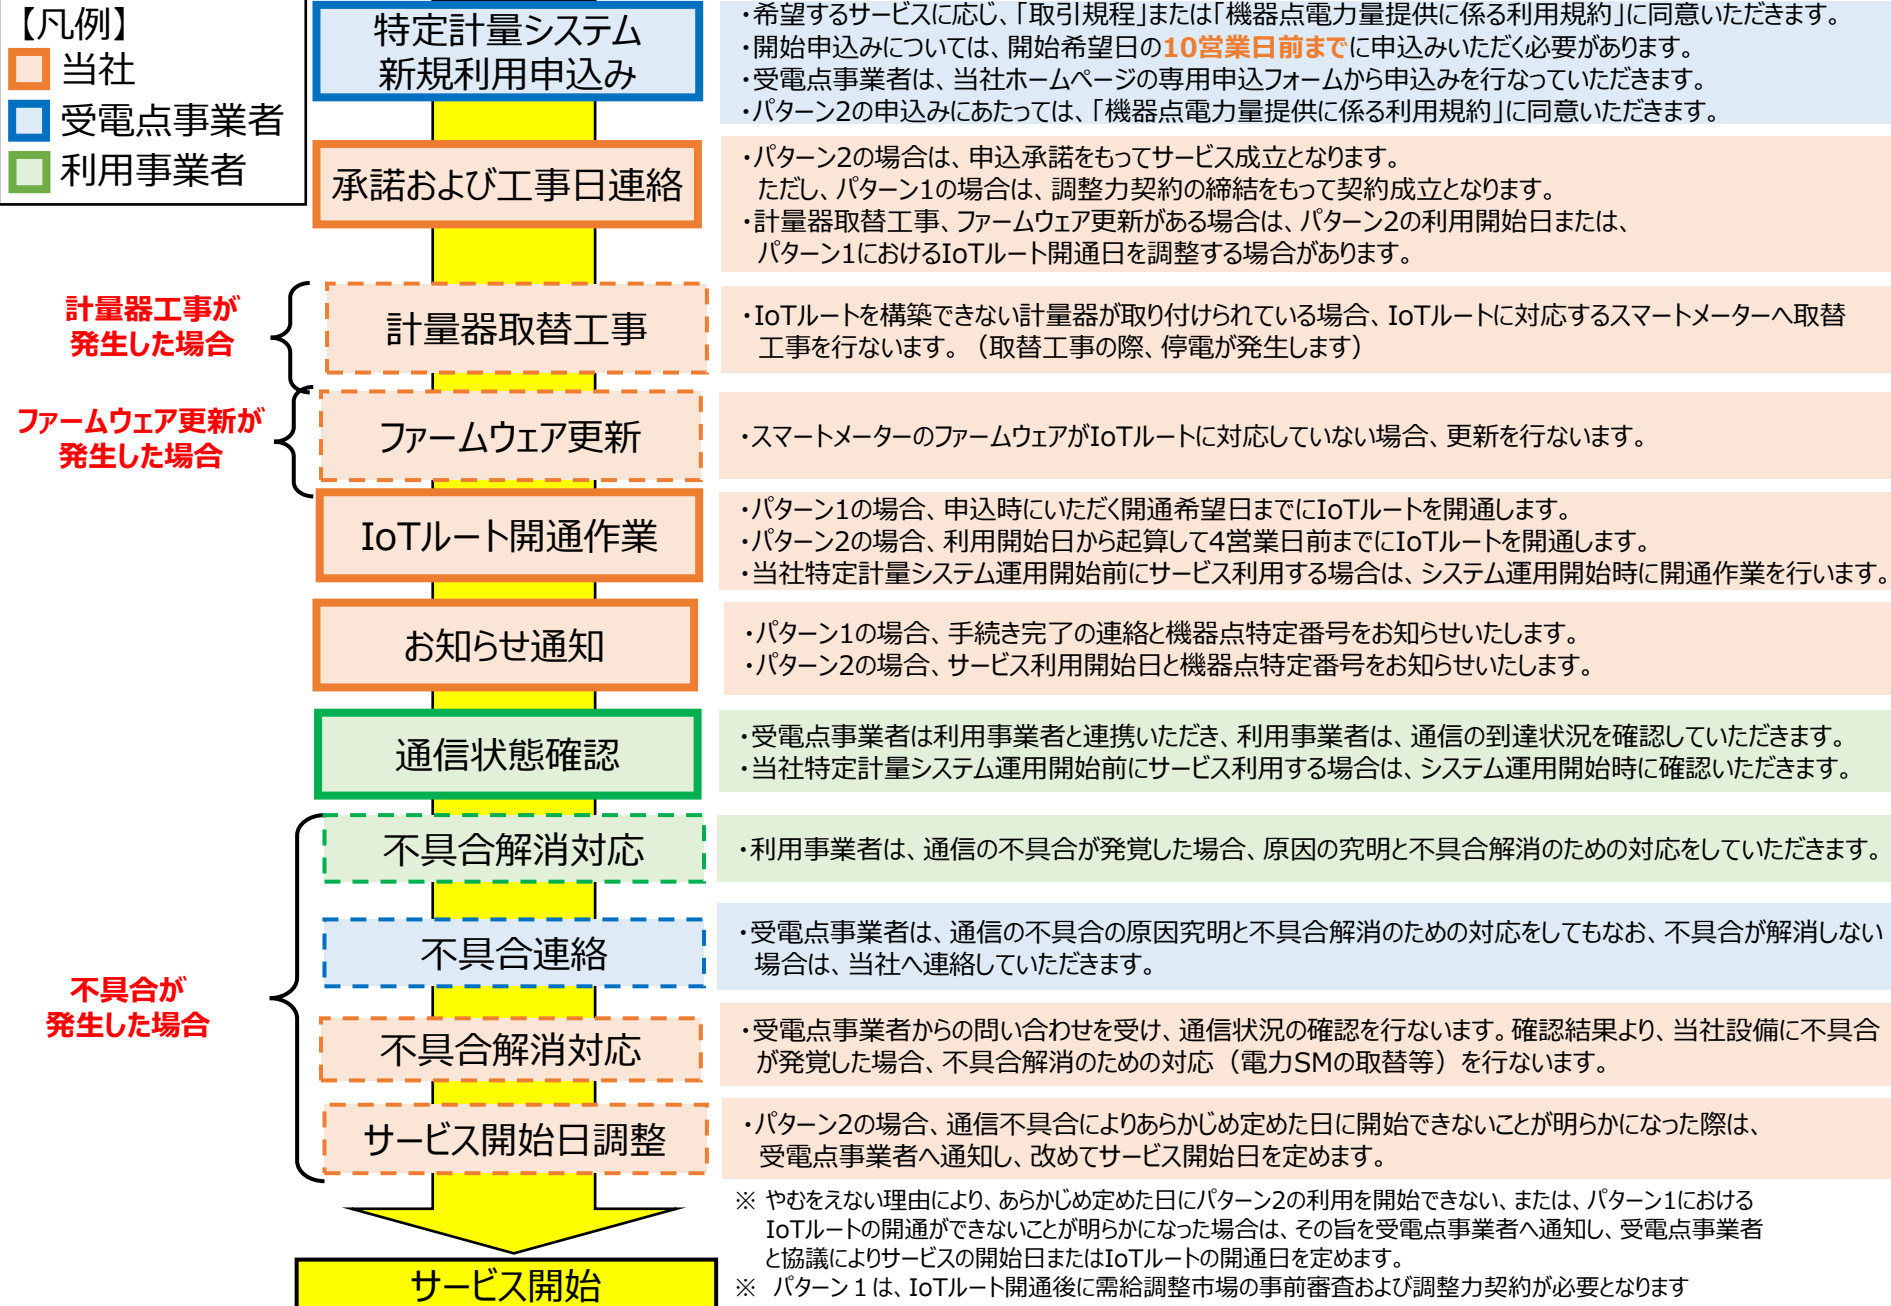 【凡例】
当社
受電点事業者
利用事業者
特定計量システム
新規利用申込み
・希望するサービスに応じ、「取引規程」または「機器点電力量提供に係る利用規約」に同意いただきます。
・開始申込みについては、開始希望日の10営業日前までに申込みいただく必要があります。
・受電点事業者は、当社ホームページの専用申込フォームから申込みを行なっていただきます。
・パターン2の申込みにあたっては、「機器点電力量提供に係る利用規約」に同意いただきます。
承諾および工事日連絡
・パターン2の場合は、申込承諾をもってサービス成立となります。
ただし、パターン1の場合は、調整力契約の締結をもって契約成立となります。
・計量器取替工事、ファームウェア更新がある場合は、パターン2の利用開始日または、
パターン1におけるIoTルート開通日を調整する場合があります。
計量器工事が
発生した場合
計量器取替工事
・IoTルートを構築できない計量器が取り付けられている場合、IoTルートに対応するスマートメーターへ取替
工事を行ないます。（取替工事の際、停電が発生します）
ファームウェア更新が
発生した場合
ファームウェア更新
・スマートメーターのファームウェアがIoTルートに対応していない場合、更新を行ないます。
IoTルート開通作業
・パターン1の場合、申込時にいただく開通希望日までにIoTルートを開通します。
・パターン2の場合、利用開始日から起算して4営業日前までにIoTルートを開通します。
・当社特定計量システム運用開始前にサービス利用する場合は、システム運用開始時に開通作業を行います。
お知らせ通知
・パターン1の場合、手続き完了の連絡と機器点特定番号をお知らせいたします。
・パターン2の場合、サービス利用開始日と機器点特定番号をお知らせいたします。
通信状態確認
・受電点事業者は利用事業者と連携いただき、利用事業者は、通信の到達状況を確認していただきます。
・当社特定計量システム運用開始前にサービス利用する場合は、システム運用開始時に確認いただきます。
不具合が
発生した場合
不具合解消対応
・利用事業者は、通信の不具合が発覚した場合、原因の究明と不具合解消のための対応をしていただきます。
不具合連絡
・受電点事業者は、通信の不具合の原因究明と不具合解消のための対応をしてもなお、不具合が解消しない
場合は、当社へ連絡していただきます。
不具合解消対応
・受電点事業者からの問い合わせを受け、通信状況の確認を行ないます。確認結果より、当社設備に不具合
が発覚した場合、不具合解消のための対応（電力SMの取替等）を行ないます。
サービス開始日調整
・パターン2の場合、通信不具合によりあらかじめ定めた日に開始できないことが明らかになった際は、
受電点事業者へ通知し、改めてサービス開始日を定めます。
※ やむをえない理由により、あらかじめ定めた日にパターン2の利用を開始できない、または、パターン1における
IoTルートの開通ができないことが明らかになった場合は、その旨を受電点事業者へ通知し、受電点事業者
と協議によりサービスの開始日またはIoTルートの開通日を定めます。
※ パターン１は、IoTルート開通後に需給調整市場の事前審査および調整力契約が必要となります
サービス開始